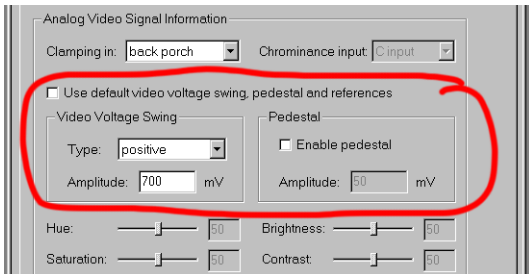 Analog Video Signal Information
Clamping in: back porch Chrominance input: C input
Use default video voltage swing, pedestal and references
Video Voltage Swing Pedestal
Type: positive Enable pedestal
Amplitude: 700 mV Amplitude: 50 mV
Hue: 50 Brightness: 50
Saturation: 50 Contrast: 50